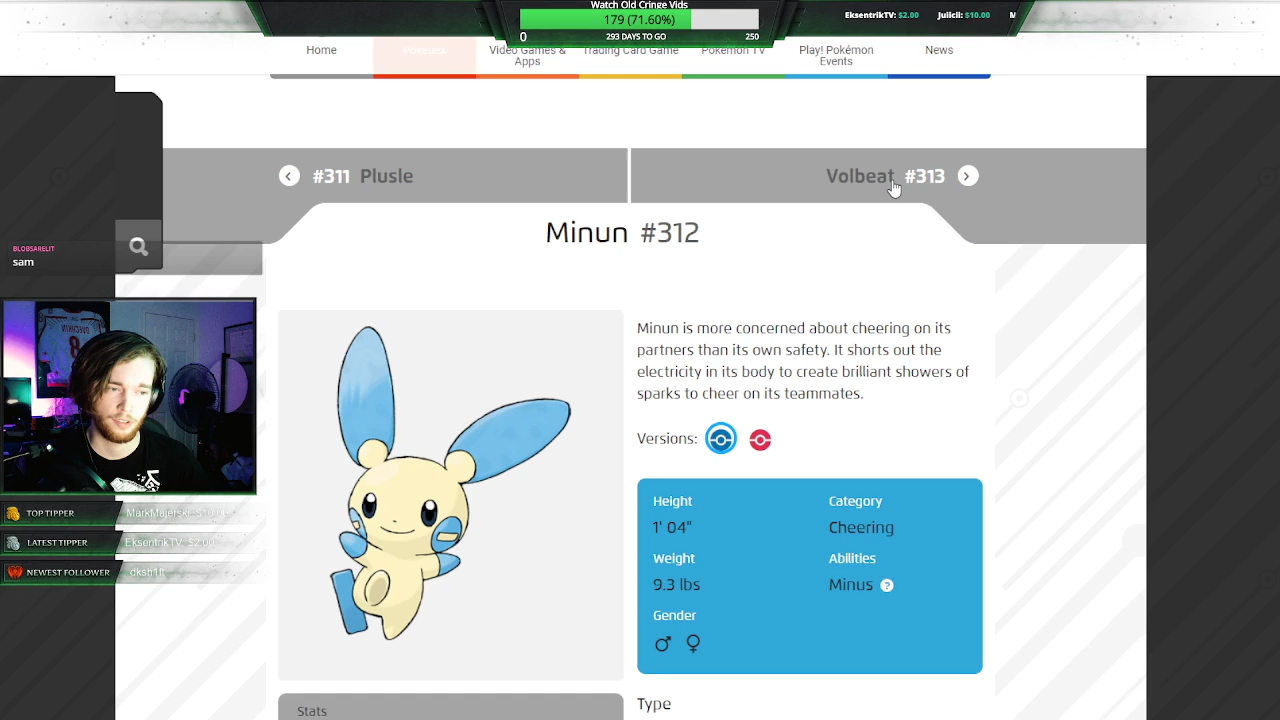 Watch Old Cringe Vids
179 (71.60%)
0 293 DAYS TO GO 250
EksentrikTV: $2.00 Julicii: $10.00 M
Home
Video Games & Apps
Trading Card Game
Pokémon TV
Play! Pokémon Events
News
#311 Plusle
Volbeat #313
Minun #312
BLOBSARELIT
sam
TOP TIPPER MarkMajerski
LATEST TIPPER EksentrikTV $2.00
NEWEST FOLLOWER dksh1ft
Minun is more concerned about cheering on its
partners than its own safety. It shorts out the
electricity in its body to create brilliant showers of
sparks to cheer on its teammates.
Versions:
Height
1' 04"
Category
Cheering
Weight
9.3 lbs
Abilities
Minus ?
Gender
Stats
Type